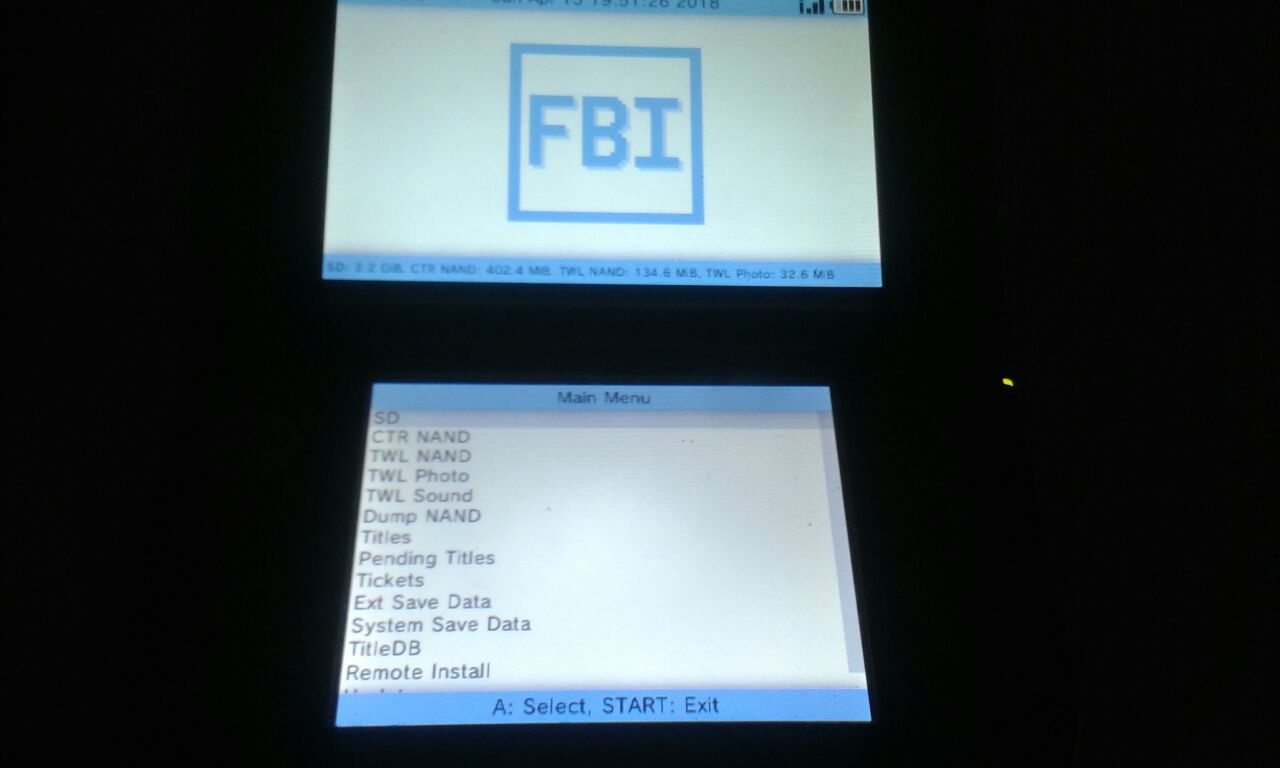 Sun Apr 15 19:51:26 2018
FBI
SD: 3.2 GiB, CTR NAND: 402.4 MiB, TWL NAND: 134.6 MiB, TWL Photo: 32.6 MiB
Main Menu
SD
CTR NAND
TWL NAND
TWL Photo
TWL Sound
Dump NAND
Titles
Pending Titles
Tickets
Ext Save Data
System Save Data
TitleDB
Remote Install
A: Select, START: Exit